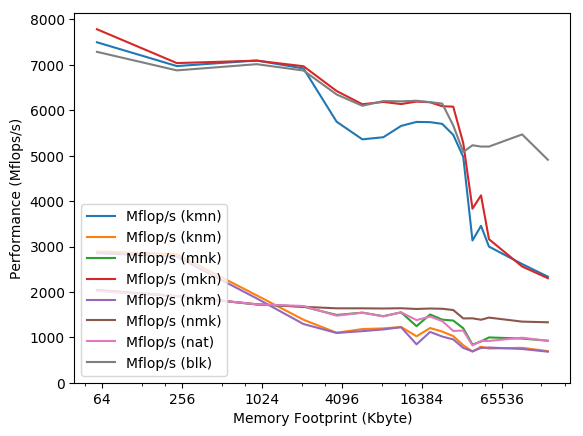 8000
7000
6000
5000
4000
3000
2000
1000
0
Performance (Mflops/s)
Mflop/s (kmn)
Mflop/s (knm)
Mflop/s (mnk)
Mflop/s (mkn)
Mflop/s (nkm)
Mflop/s (nmk)
Mflop/s (nat)
Mflop/s (blk)
64 256 1024 4096 16384 65536
Memory Footprint (Kbyte)